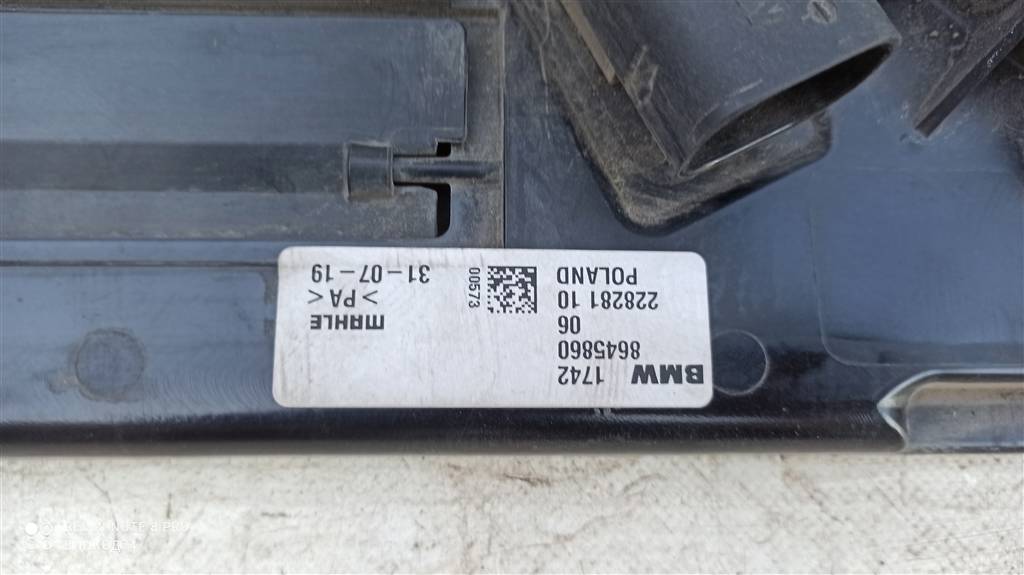 BMW 1742
8645860
06
228281 10
POLAND
00573
MAHLE
>PA<
31-07-19